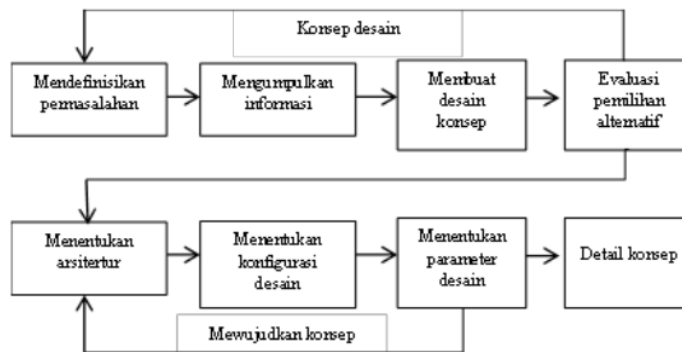 Konsep desain
Mendefinisikan
permasalahan
Mengumpulkan
informasi
Membuat
desain
konsep
Evaluasi
pemilihan
alternatif
Menentukan
arsitertur
Menentukan
konfigurasi
desain
Menentukan
parameter
desain
Detail konsep
Mewujudkan konsep